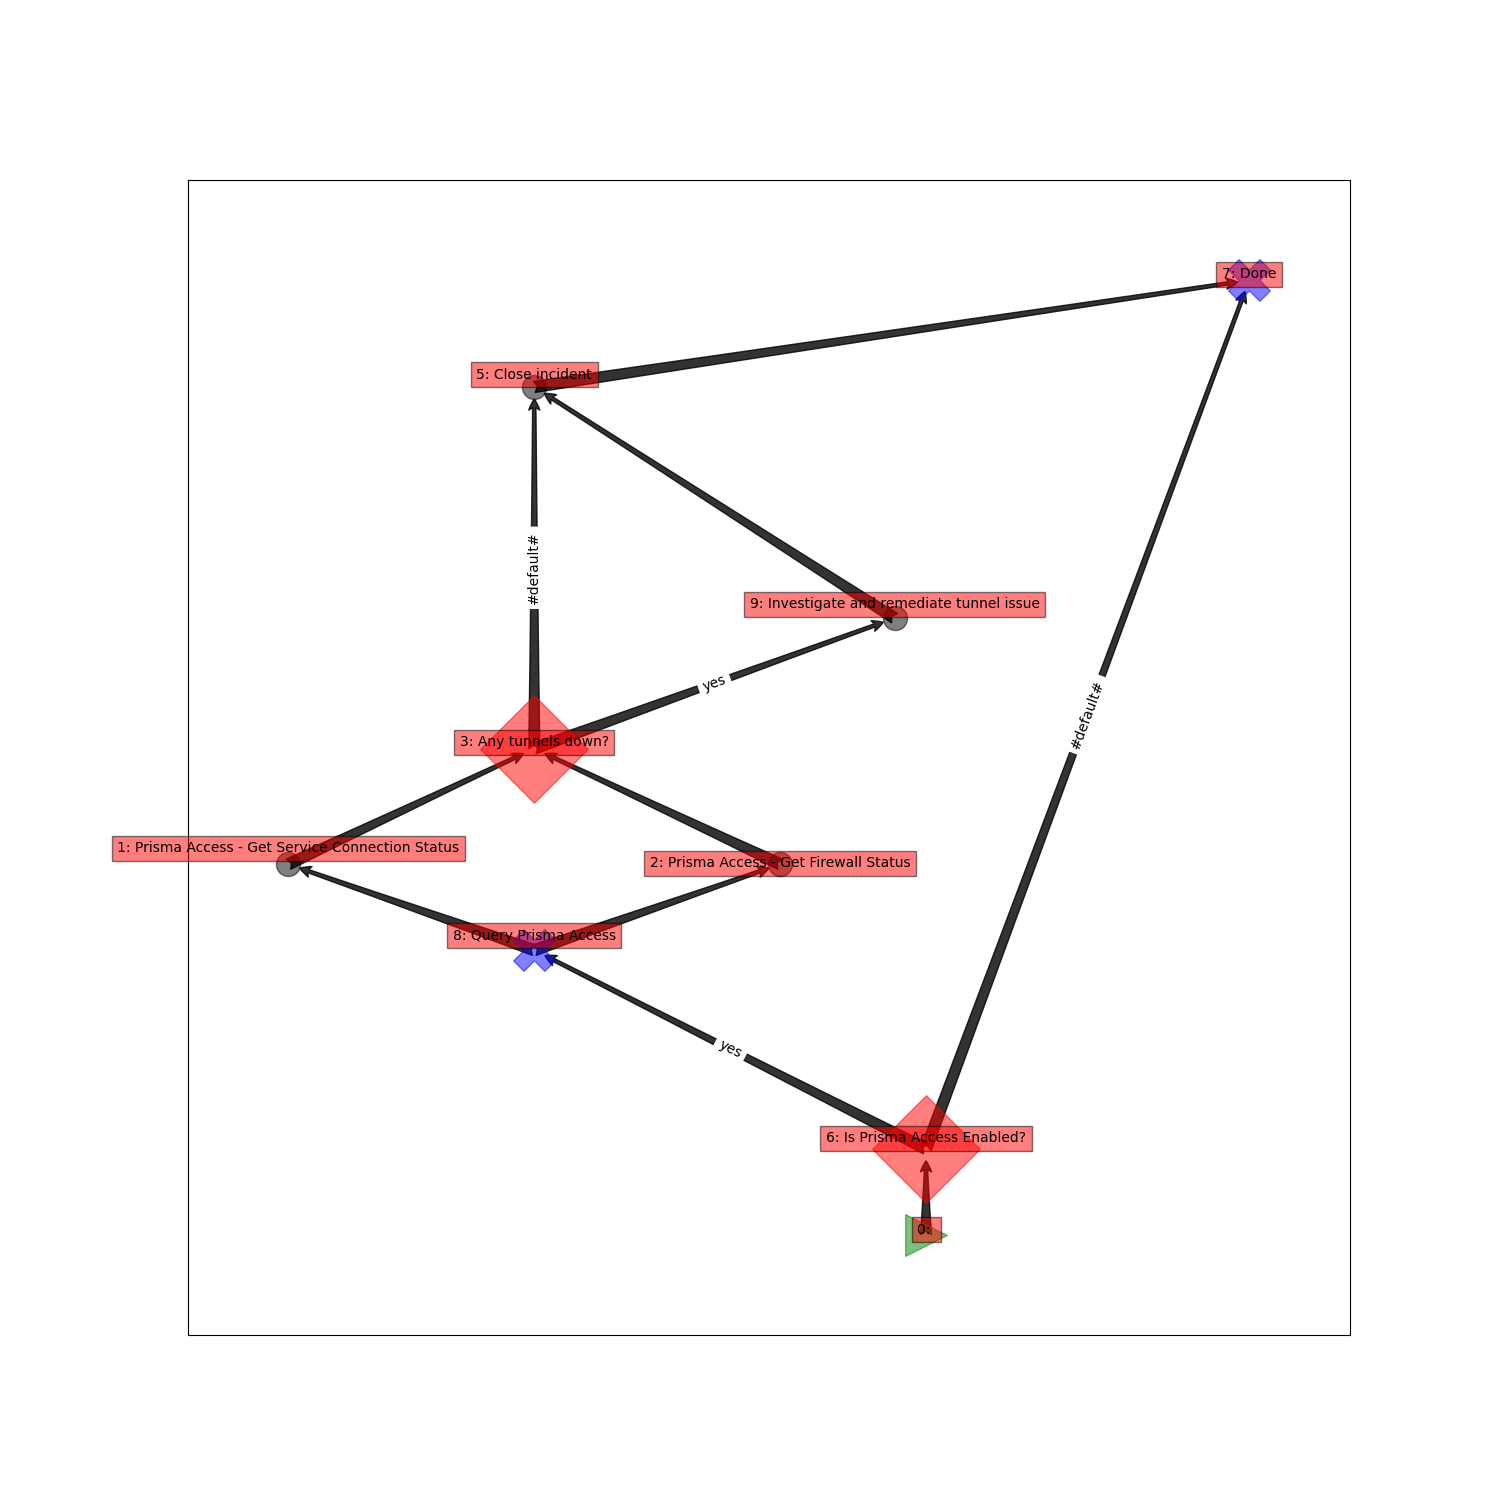 7: Done
5: Close incident
#default#
9: Investigate and remediate tunnel issue
yes
#default#
3: Any tunnels down?
1: Prisma Access - Get Service Connection Status
2: Prisma Access - Get Firewall Status
8: Query Prisma Access
yes
6: Is Prisma Access Enabled?
0: